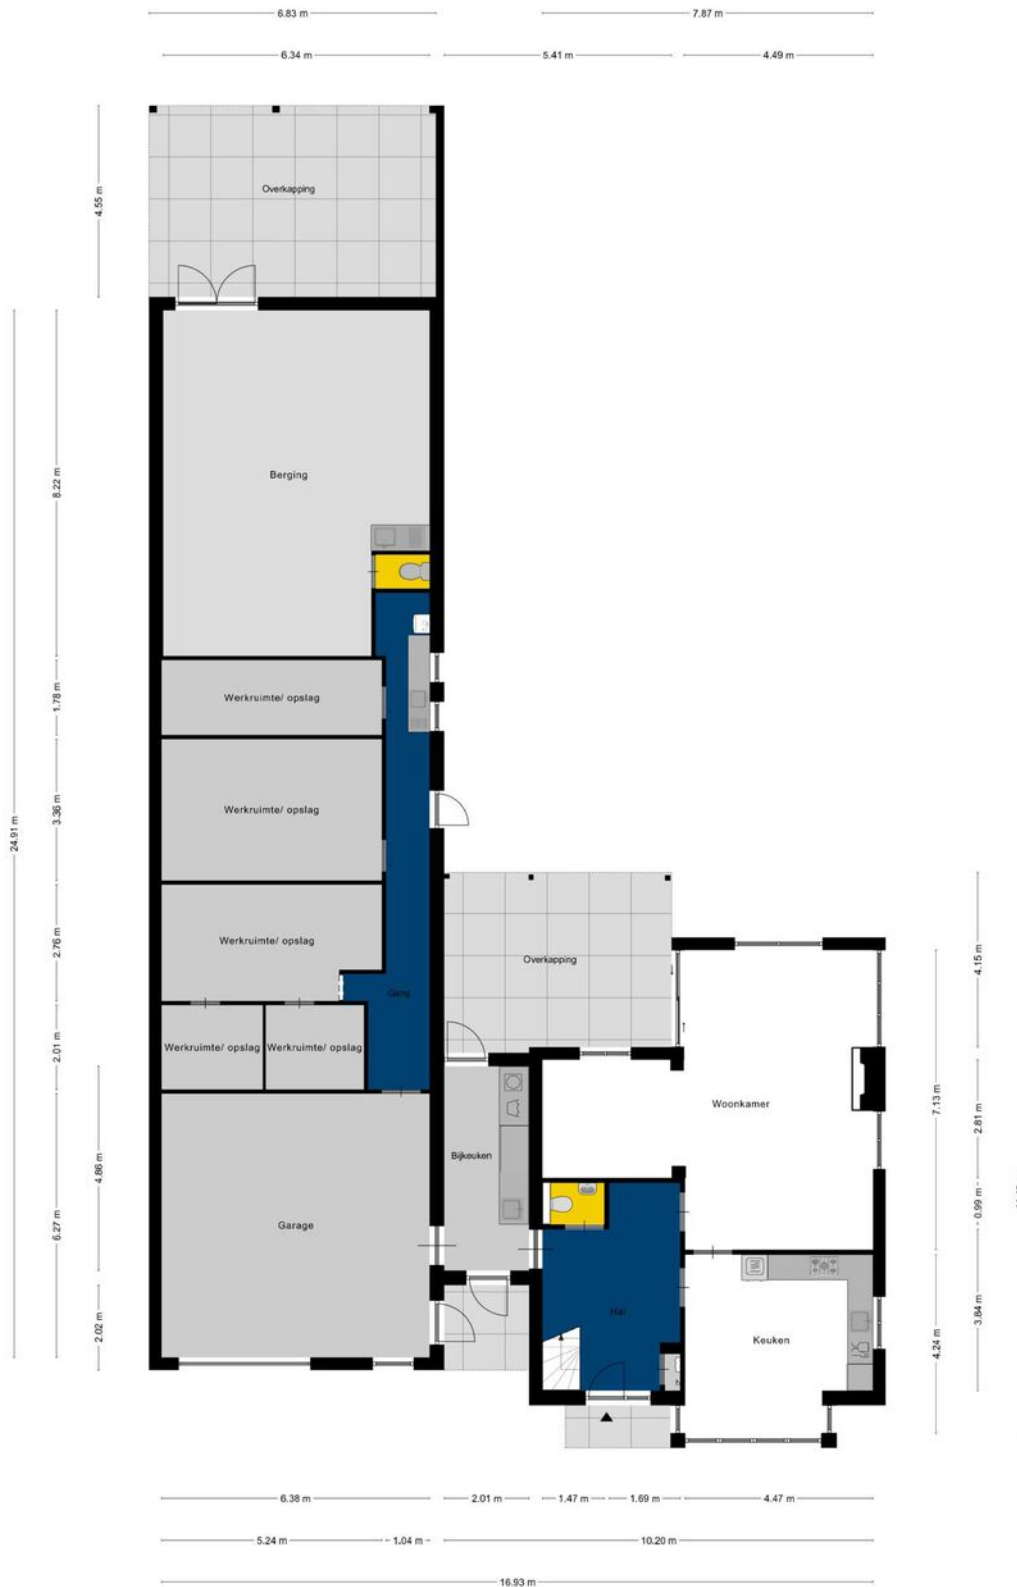 6.83 m
7.87 m
6.34 m
5.41 m
4.49 m
4.55 m
Overkapping
24.91 m
8.22 m
Berging
1.78 m
Werkruimte/ opslag
3.36 m
Werkruimte/ opslag
2.76 m
Werkruimte/ opslag
Overkapping
4.15 m
Gang
2.01 m
Werkruimte/ opslag
Werkruimte/ opslag
Woonkamer
7.13 m
2.81 m
4.86 m
Bijkeuken
0.99 m
6.27 m
Garage
2.02 m
Hal
Keuken
4.24 m
3.84 m
6.38 m
2.01 m
1.47 m
1.69 m
4.47 m
5.24 m
1.04 m
10.20 m
16.93 m